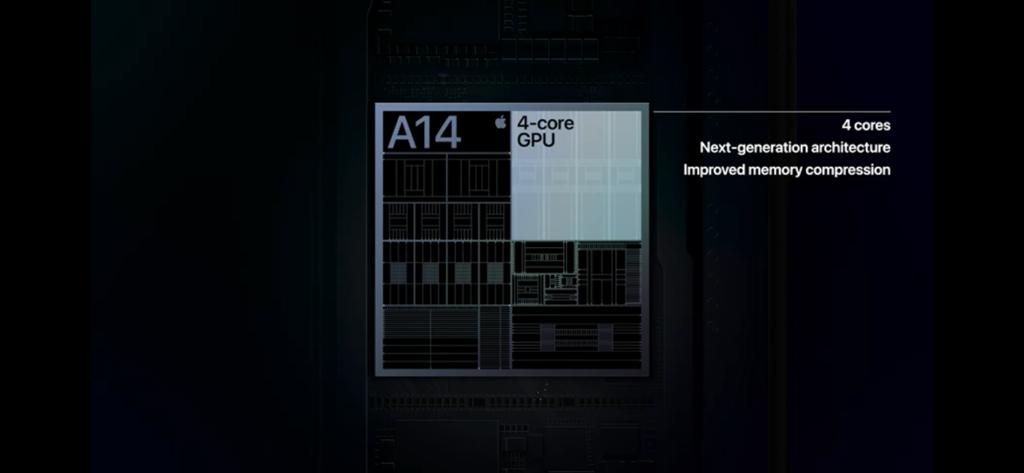 A14
4-core
GPU
4 cores
Next-generation architecture
Improved memory compression